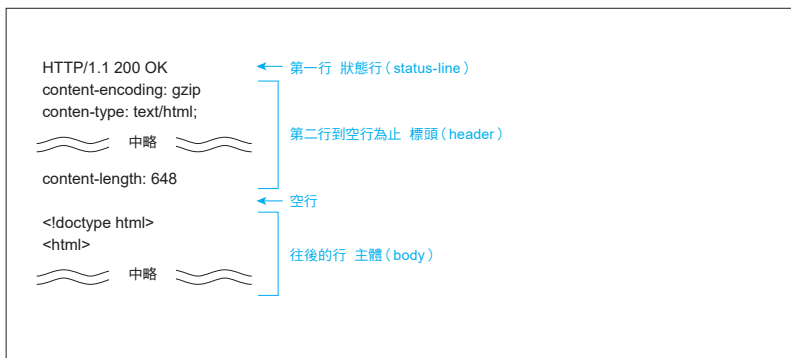 HTTP/1.1 200 OK
第一行 狀態行(status-line)
content-encoding: gzip
conten-type: text/html;
中略
第二行到空行為止 標頭(header)
content-length: 648
空行
<!doctype html>
<html>
往後的行 主體(body)
中略